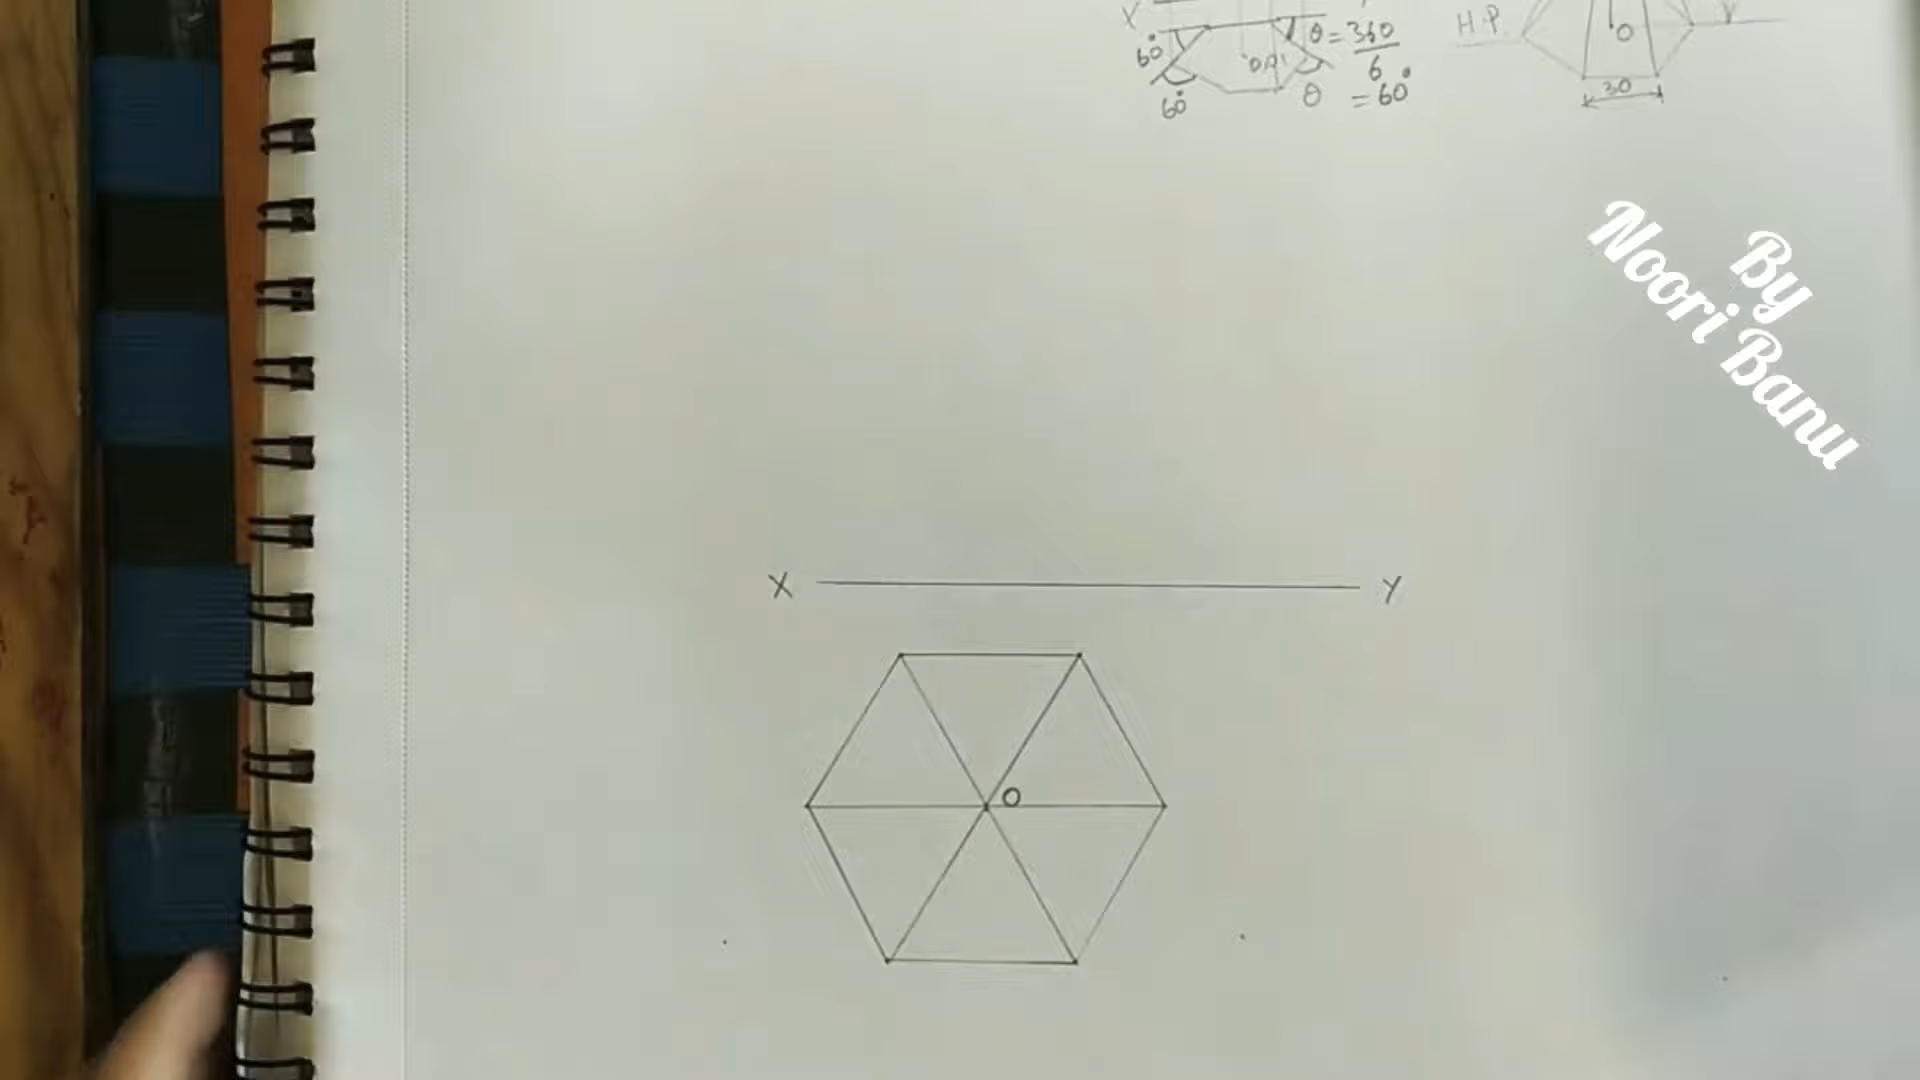 X
60°
60°
θ = 360
6
θ = 60°
H.P.
O
Y
30
By
Noori Banu
X
Y
O